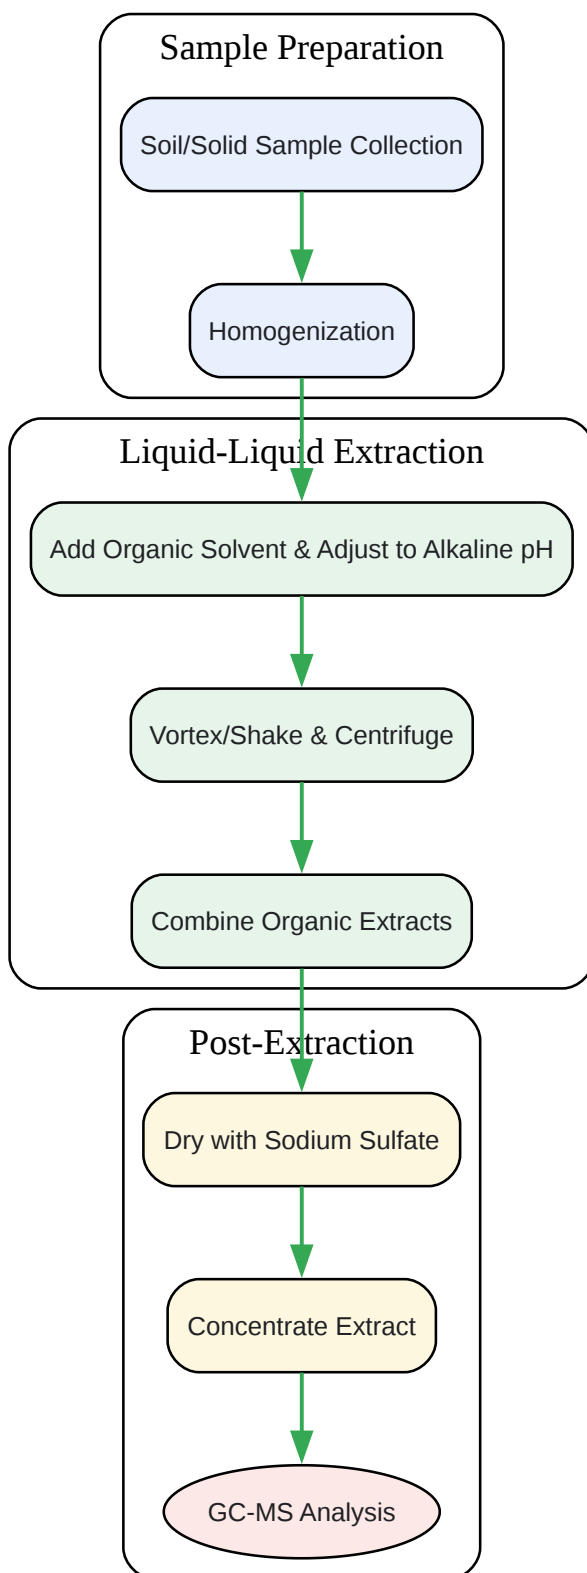 Sample Preparation
Soil/Solid Sample Collection
Homogenization
Liquid-Liquid Extraction
Add Organic Solvent & Adjust to Alkaline pH
Vortex/Shake & Centrifuge
Combine Organic Extracts
Post-Extraction
Dry with Sodium Sulfate
Concentrate Extract
GC-MS Analysis